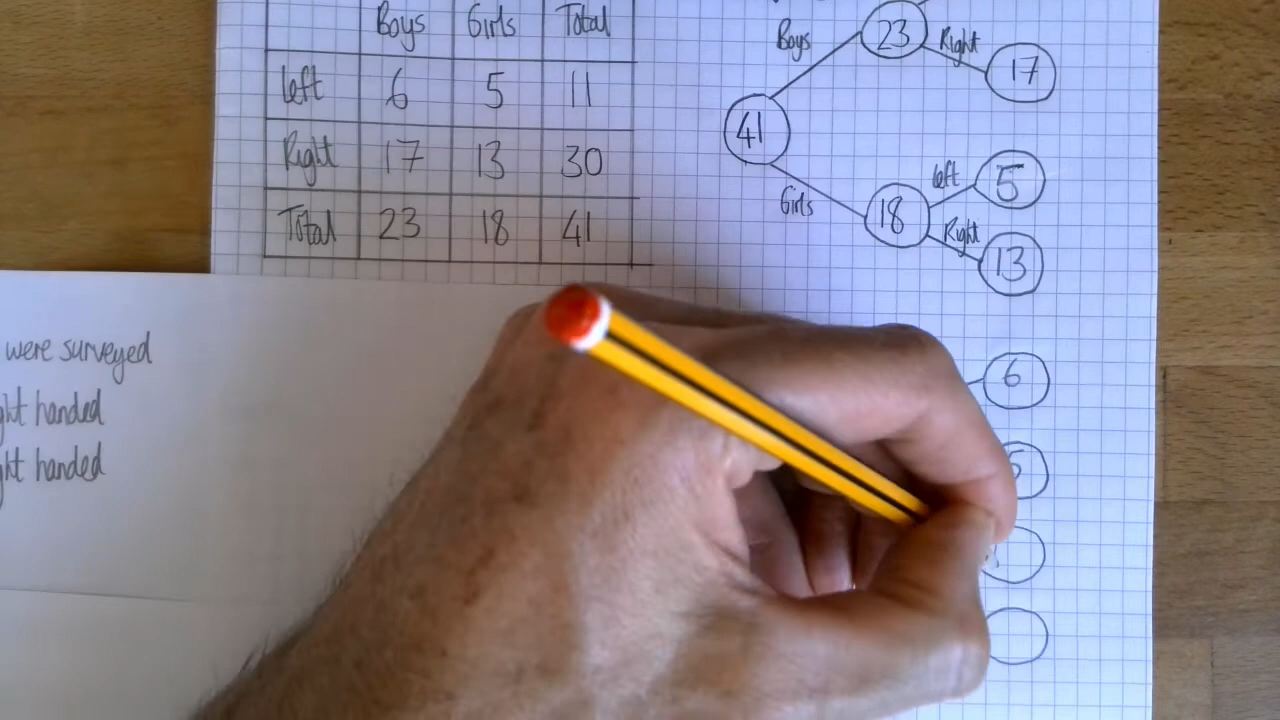 Boys Girls Total
left 6 5 11
Right 17 13 30
Total 23 18 41
Boys 23 Right 17
41
left 5
Girls 18 Right 13
6
5
were surveyed
ght handed
ght handed